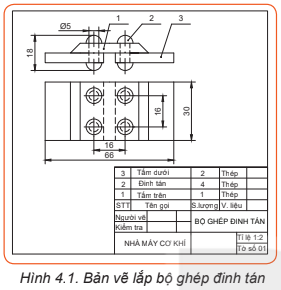 1 2 3
Ø5
18
16
30
16
66
3 Tấm dưới 2 Thép
2 Đinh tán 4 Thép
1 Tấm trên 1 Thép
STT Tên gọi S.lượng V. liệu
Người vẽ
Kiểm tra
BỘ GHÉP ĐINH TÁN
NHÀ MÁY CƠ KHÍ
Tỉ lệ 1:2
Tờ số 01
Hình 4.1. Bản vẽ lắp bộ ghép đinh tán